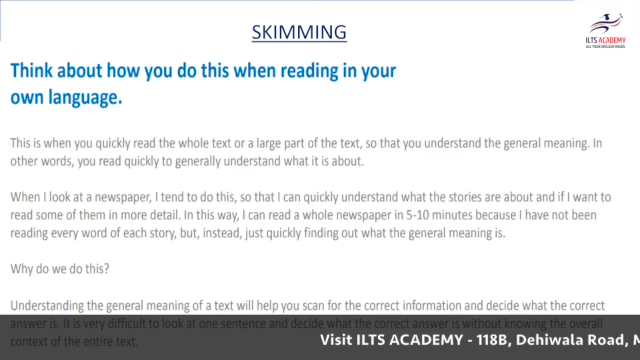 SKIMMING
ILTS ACADEMY
ALL YOUR ENGLISH NEEDS
Think about how you do this when reading in your
own language.
This is when you quickly read the whole text or a large part of the text, so that you understand the general meaning. In
other words, you read quickly to generally understand what it is about.
When I look at a newspaper, I tend to do this, so that I can quickly understand what the stories are about and if I want to
read some of them in more detail. In this way, I can read a whole newspaper in 5-10 minutes because I have not been
reading every word of each story, but, instead, just quickly finding out what the general meaning is.
Why do we do this?
Understanding the general meaning of a text will help you scan for the correct information and decide what the correct
answer is. It is very difficult to look at one sentence and decide what the correct answer is without knowing the overall
context of the entire text.
Visit ILTS ACADEMY - 118B, Dehiwala Road, M